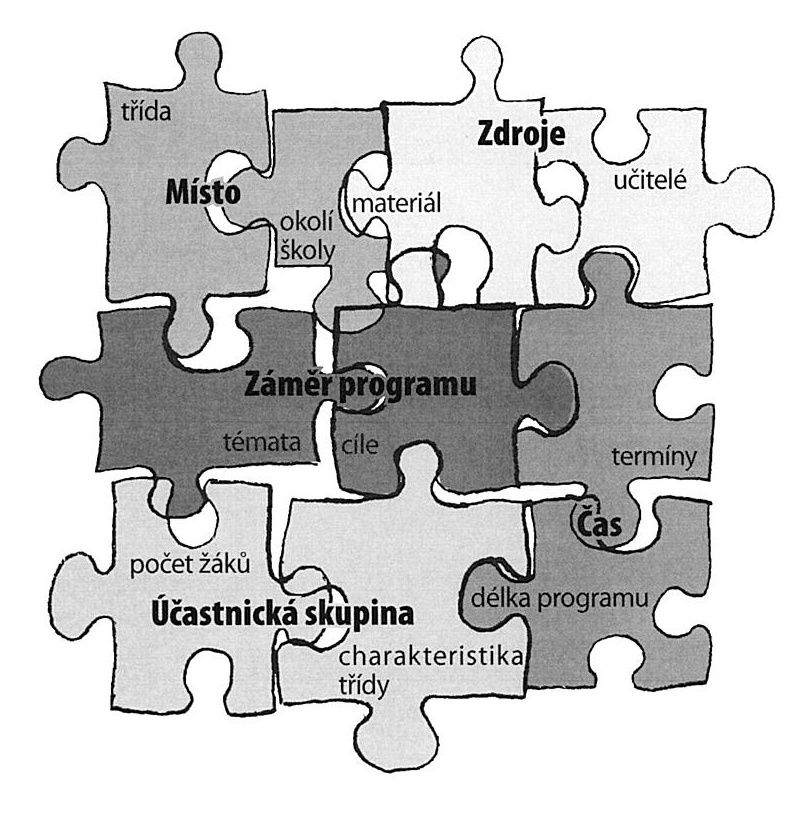 třída
Místo
okolí
školy
materiál
Zdroje
učitelé
Záměr programu
témata
cíle
termíny
Čas
počet žáků
Účastnická skupina
délka programu
charakteristika
třídy